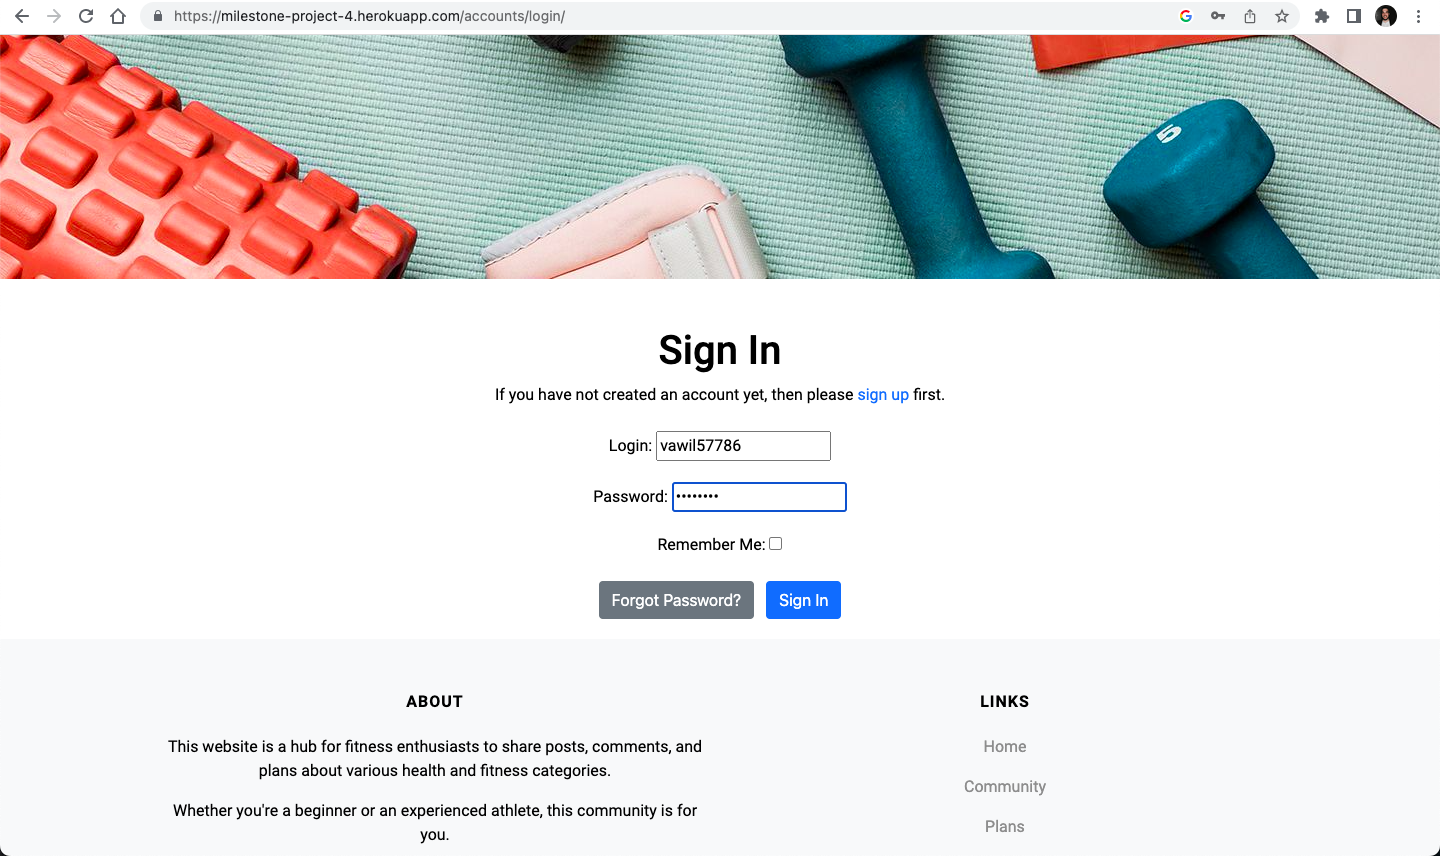 https://milestone-project-4.herokuapp.com/accounts/login/
5
Sign In
If you have not created an account yet, then please sign up first.
Login: vawil57786
Password: ••••••••
Remember Me:
Forgot Password? Sign In
ABOUT
This website is a hub for fitness enthusiasts to share posts, comments, and
plans about various health and fitness categories.
Whether you're a beginner or an experienced athlete, this community is for
you.
LINKS
Home
Community
Plans